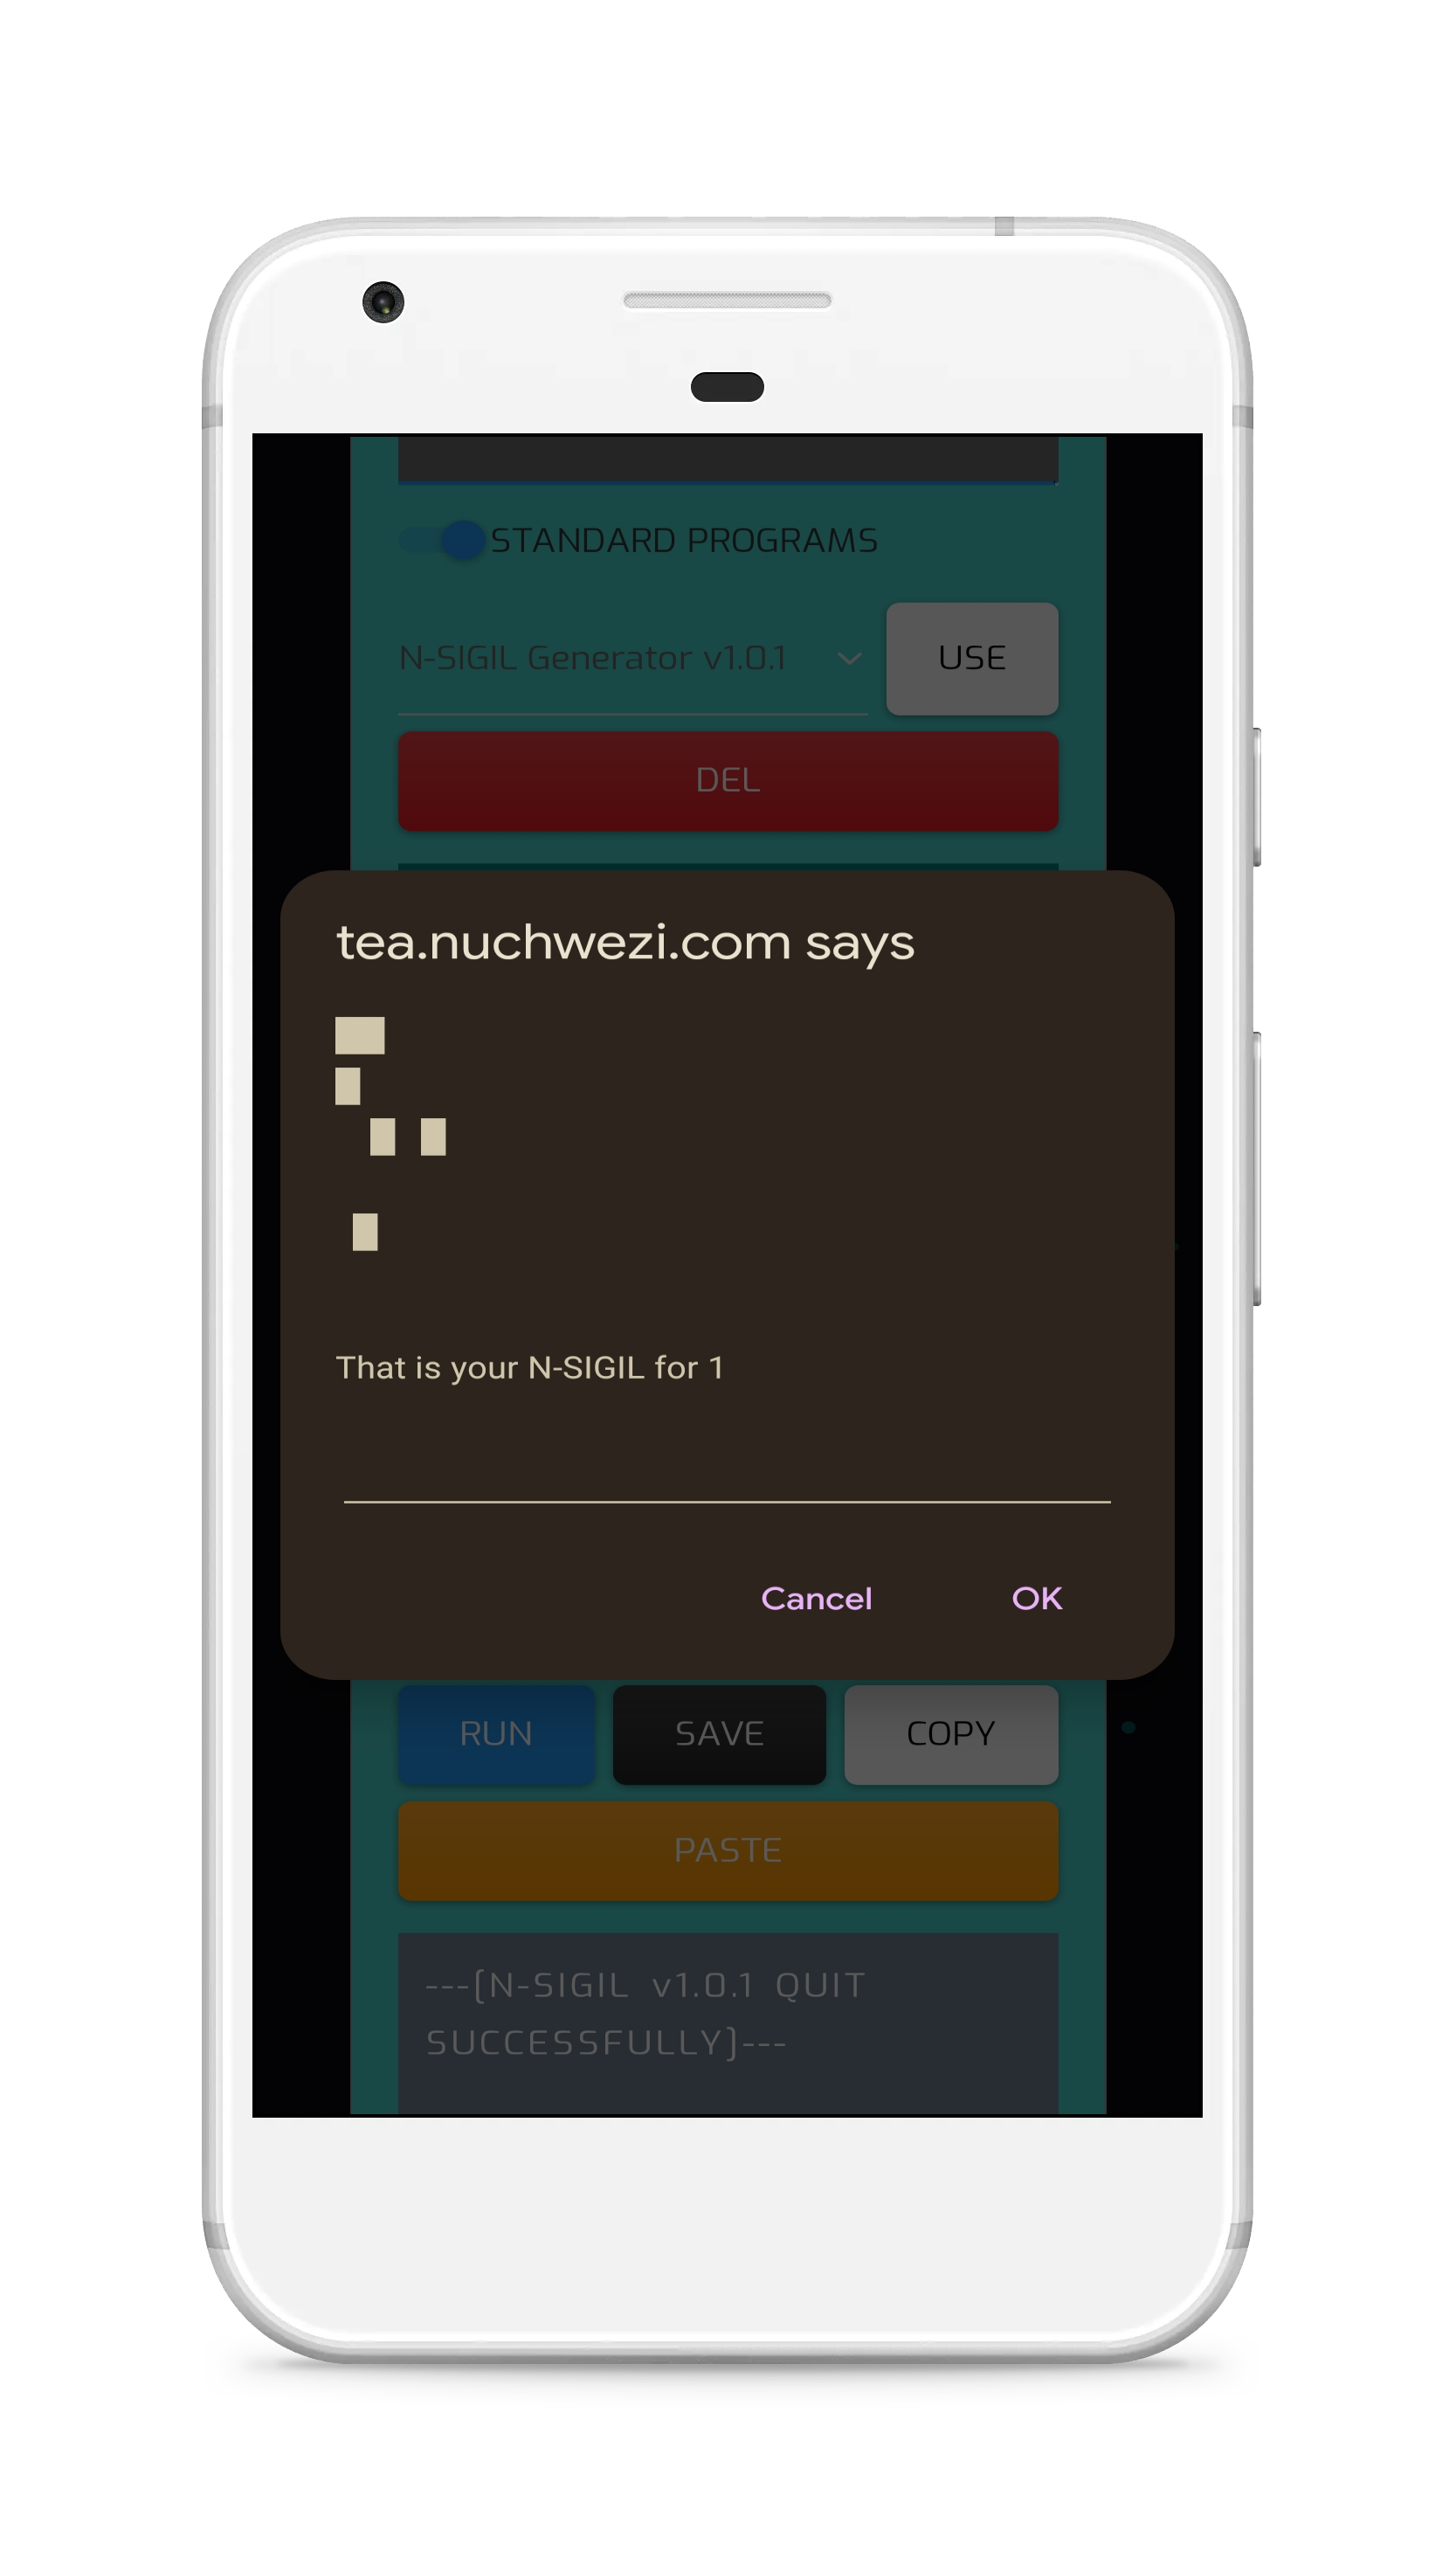 STANDARD PROGRAMS
N-SIGIL Generator v1.0.1
USE
DEL
tea.nuchwezi.com says
That is your N-SIGIL for 1
Cancel
OK
RUN
SAVE
COPY
PASTE
---[N-SIGIL v1.0.1 QUIT
SUCCESSFULLY]---